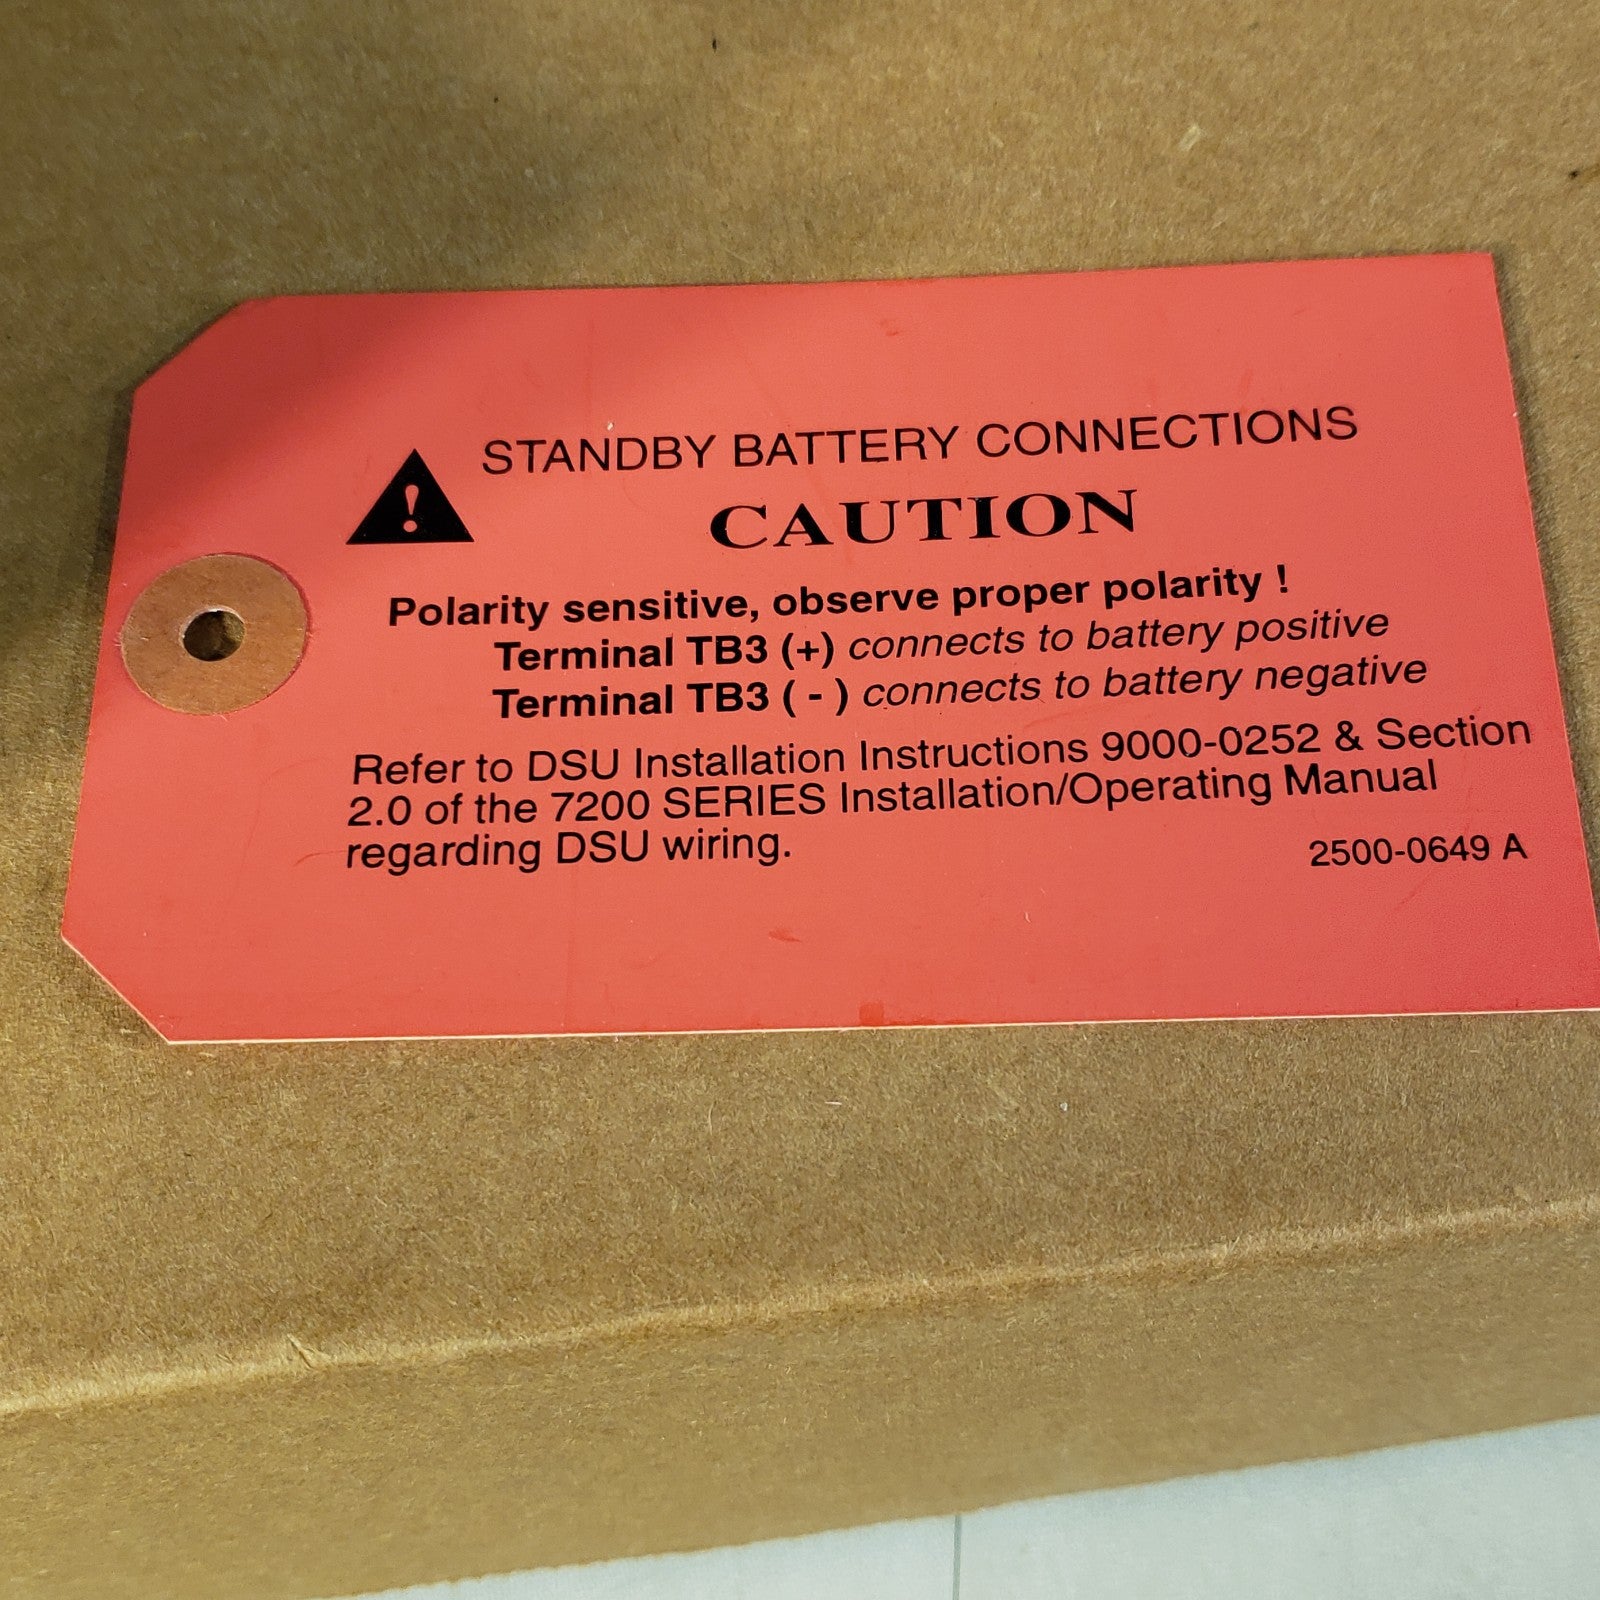 STANDBY BATTERY CONNECTIONS
CAUTION
Polarity sensitive, observe proper polarity !
Terminal TB3 (+) connects to battery positive
Terminal TB3 ( - ) connects to battery negative
Refer to DSU Installation Instructions 9000-0252 & Section
2.0 of the 7200 SERIES Installation/Operating Manual
regarding DSU wiring.
2500-0649 A